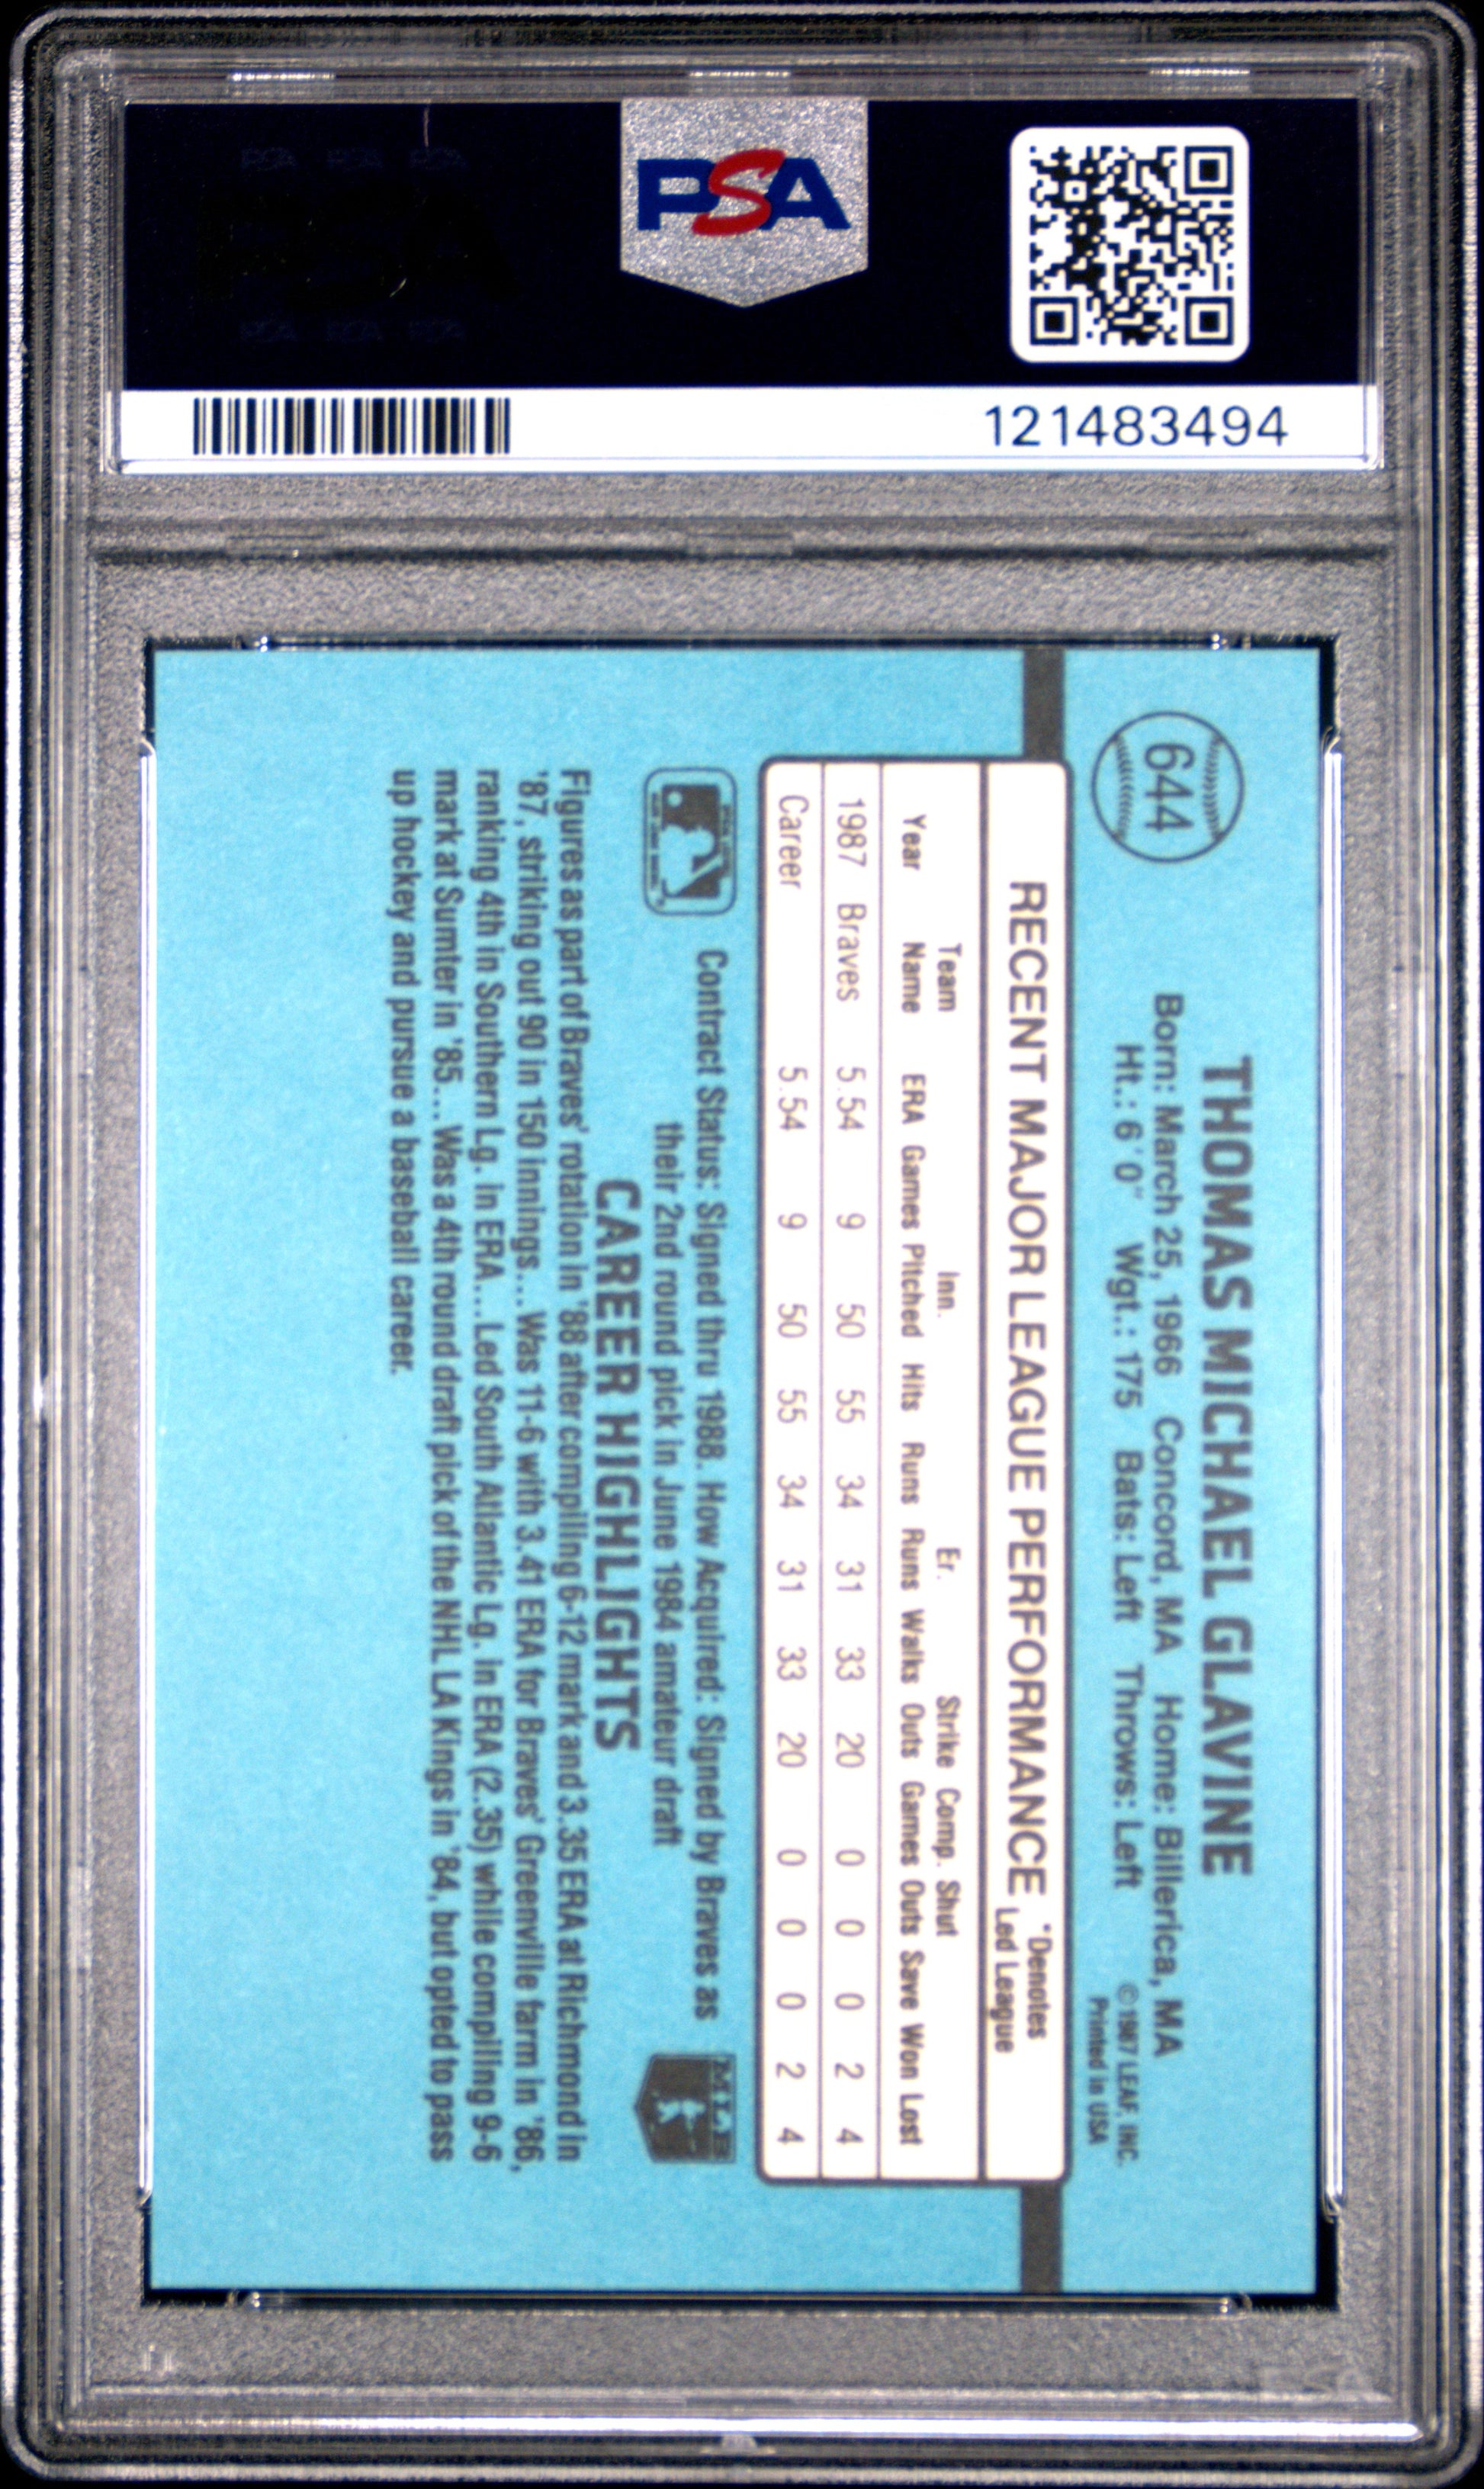 PSA
121483494
644
THOMAS MICHAEL GLAVINE
Born: March 25, 1966 Concord, MA Home: Billerica, MA
Ht.: 6'0" Wgt.: 175 Bats: Left Throws: Left
© 1987 LEAF, INC.
Printed in USA
RECENT MAJOR LEAGUE PERFORMANCE *Denotes
Led League
Team Inn. Er. Strike Comp. Shut
Year Name ERA Games Pitched Hits Runs Runs Walks Outs Games Outs Save Won Lost
1987 Braves 5.54 9 50 55 34 31 33 20 0 0 0 2 4
Career 5.54 9 50 55 34 31 33 20 0 0 0 2 4
Contract Status: Signed thru 1988. How Acquired: Signed by Braves as
their 2nd round pick in June 1984 amateur draft
MLB
CAREER HIGHLIGHTS
Figures as part of Braves' rotation in '88 after compiling 6-12 mark and 3.35 ERA at Richmond in
'87, striking out 90 in 150 innings... Was 11-6 with 3.41 ERA for Braves' Greenville farm in '86,
ranking 4th in Southern Lg. in ERA... Led South Atlantic Lg. in ERA (2.35) while compiling 9-6
mark at Sumter in '85... Was a 4th round draft pick of the NHL LA Kings in '84, but opted to pass
up hockey and pursue a baseball career.